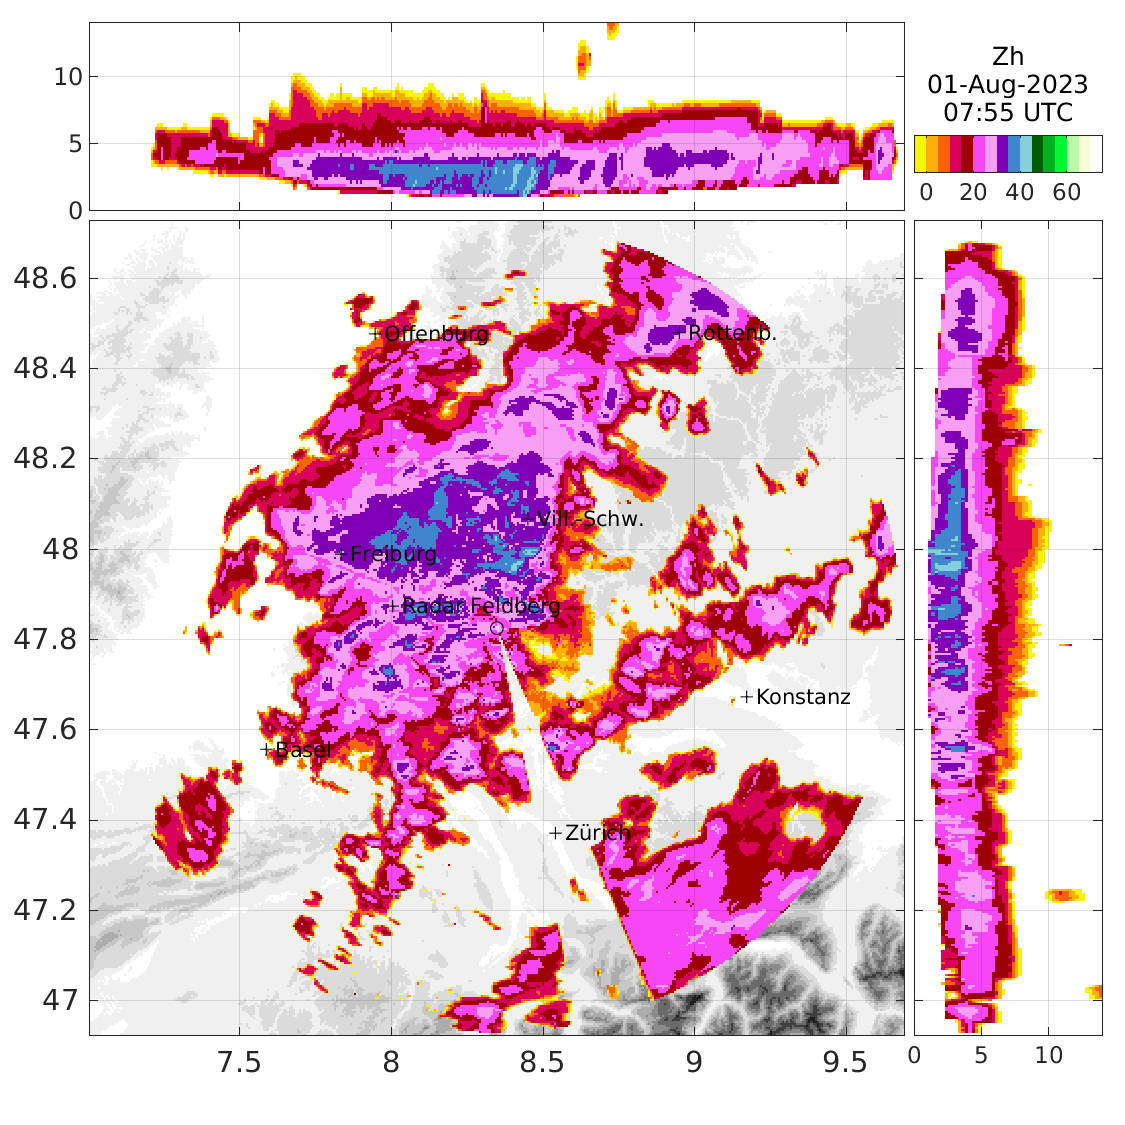 10
5
0
Zh
01-Aug-2023
07:55 UTC
0 20 40 60
48.6
48.4
48.2
48
47.8
47.6
47.4
47.2
47
+Offenburg
+Rottenb.
+Vill.-Schw.
+Freiburg
+Radar Feldberg
+Konstanz
+Basel
+Zürich
7.5 8 8.5 9 9.5
0 5 10